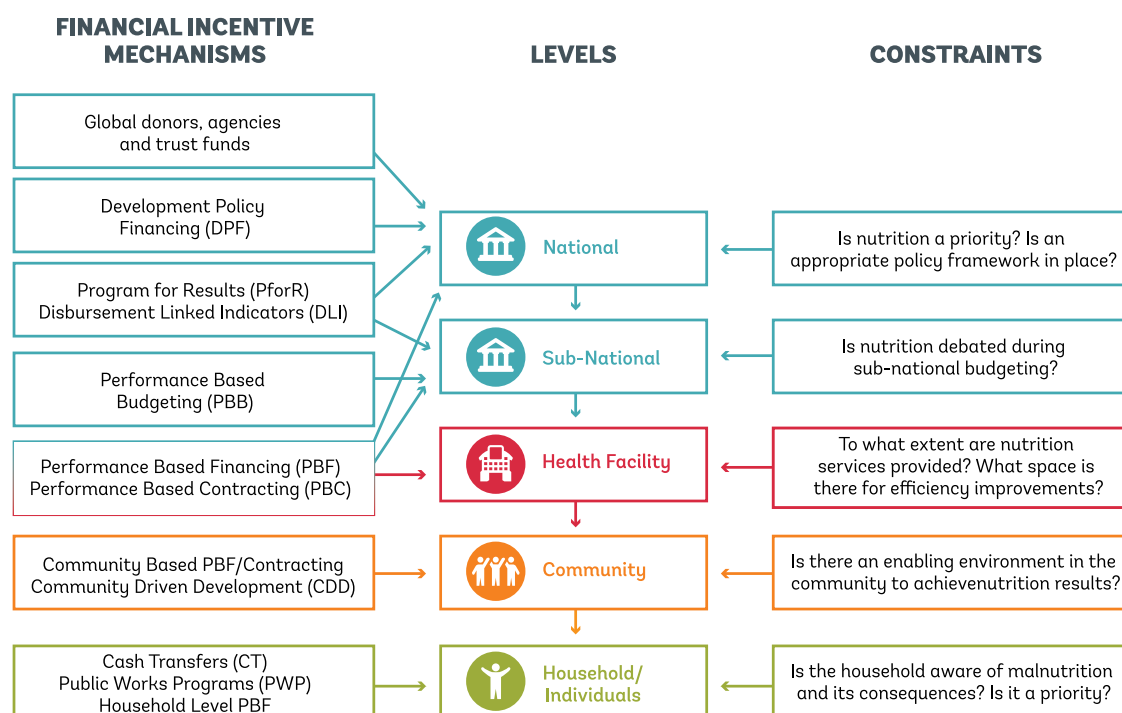 FINANCIAL INCENTIVE
MECHANISMS
LEVELS
CONSTRAINTS
Global donors, agencies
and trust funds
Development Policy
Financing (DPF)
Program for Results (PforR)
Disbursement Linked Indicators (DLI)
Performance Based
Budgeting (PBB)
Performance Based Financing (PBF)
Performance Based Contracting (PBC)
Community Based PBF/Contracting
Community Driven Development (CDD)
Cash Transfers (CT)
Public Works Programs (PWP)
Household Level PBF
National
Sub-National
Health Facility
Community
Household/
Individuals
Is nutrition a priority? Is an
appropriate policy framework in place?
Is nutrition debated during
sub-national budgeting?
To what extent are nutrition
services provided? What space is
there for efficiency improvements?
Is there an enabling environment in the
community to achievenutrition results?
Is the household aware of malnutrition
and its consequences? Is it a priority?